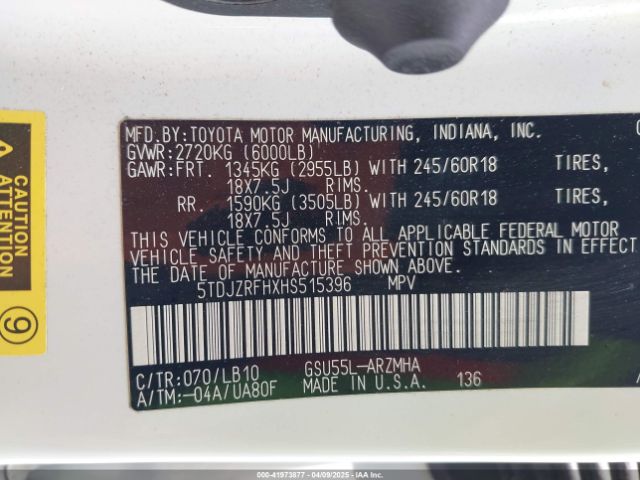 MFD.BY:TOYOTA MOTOR MANUFACTURING, INDIANA, INC.
GVWR:2720KG (6000LB)
GAWR:FRT. 1345KG (2955LB) WITH 245/60R18 TIRES,
18X7.5J RIMS.
RR. 1590KG (3505LB) WITH 245/60R18 TIRES,
18X7.5J RIMS.
THIS VEHICLE CONFORMS TO ALL APPLICABLE FEDERAL MOTOR
VEHICLE SAFETY AND THEFT PREVENTION STANDARDS IN EFFECT
ON THE DATE OF MANUFACTURE SHOWN ABOVE.
5TDJZRFHXHS515396 MPV
C/TR:070/LB10 GSU55L-ARZMHA
A/TM:-04A/UA80F MADE IN U.S.A. 136
CAUTION
ATTENTION
9
000-41973877 | 04/09/2025 | Copyright © IAA, Inc.